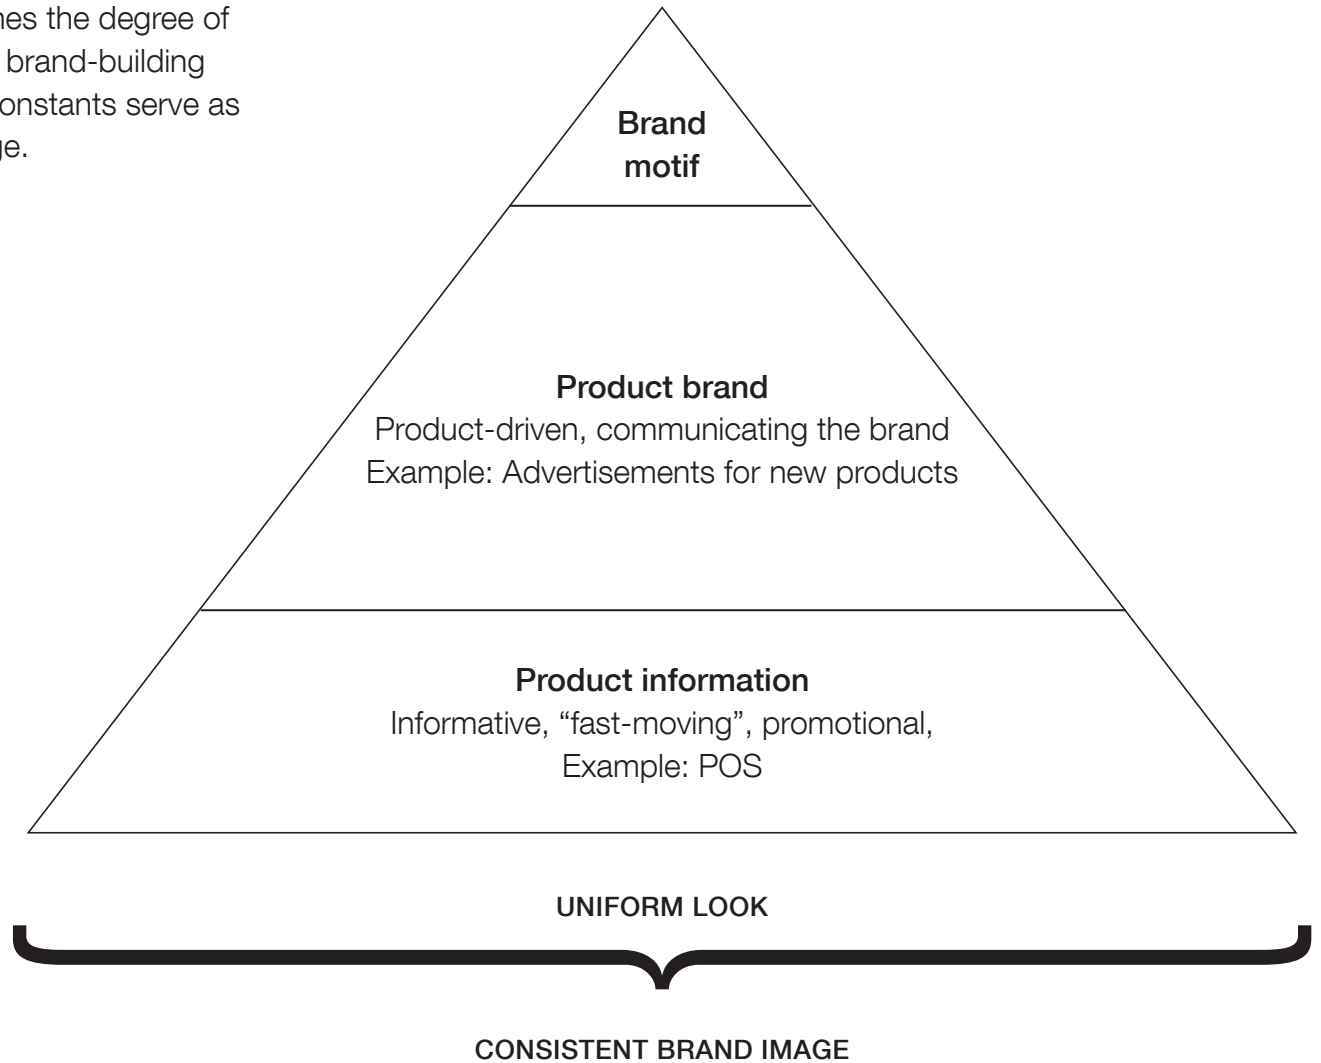 nes the degree of
brand-building
onstants serve as
ge.
Brand
motif
Product brand
Product-driven, communicating the brand
Example: Advertisements for new products
Product information
Informative, “fast-moving”, promotional,
Example: POS
UNIFORM LOOK
CONSISTENT BRAND IMAGE